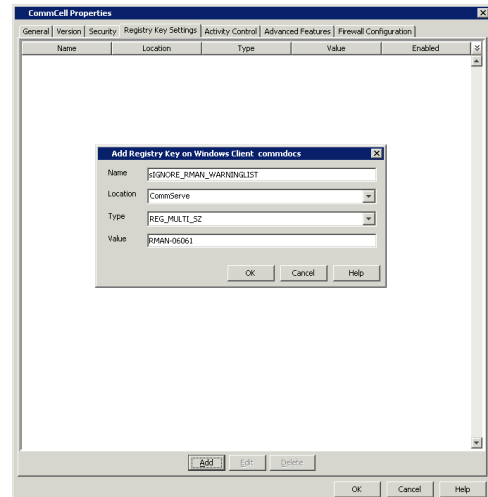 CommCell Properties
General Version Security Registry Key Settings Activity Control Advanced Features Firewall Configuration
Name Location Type Value Enabled
Add Registry Key on Windows Client commdocs
Name sIGNORE_RMAN_WARNINGLIST
Location CommServe
Type REG_MULTI_SZ
Value RMAN-06061
OK Cancel Help
Add Edit Delete
OK Cancel Help